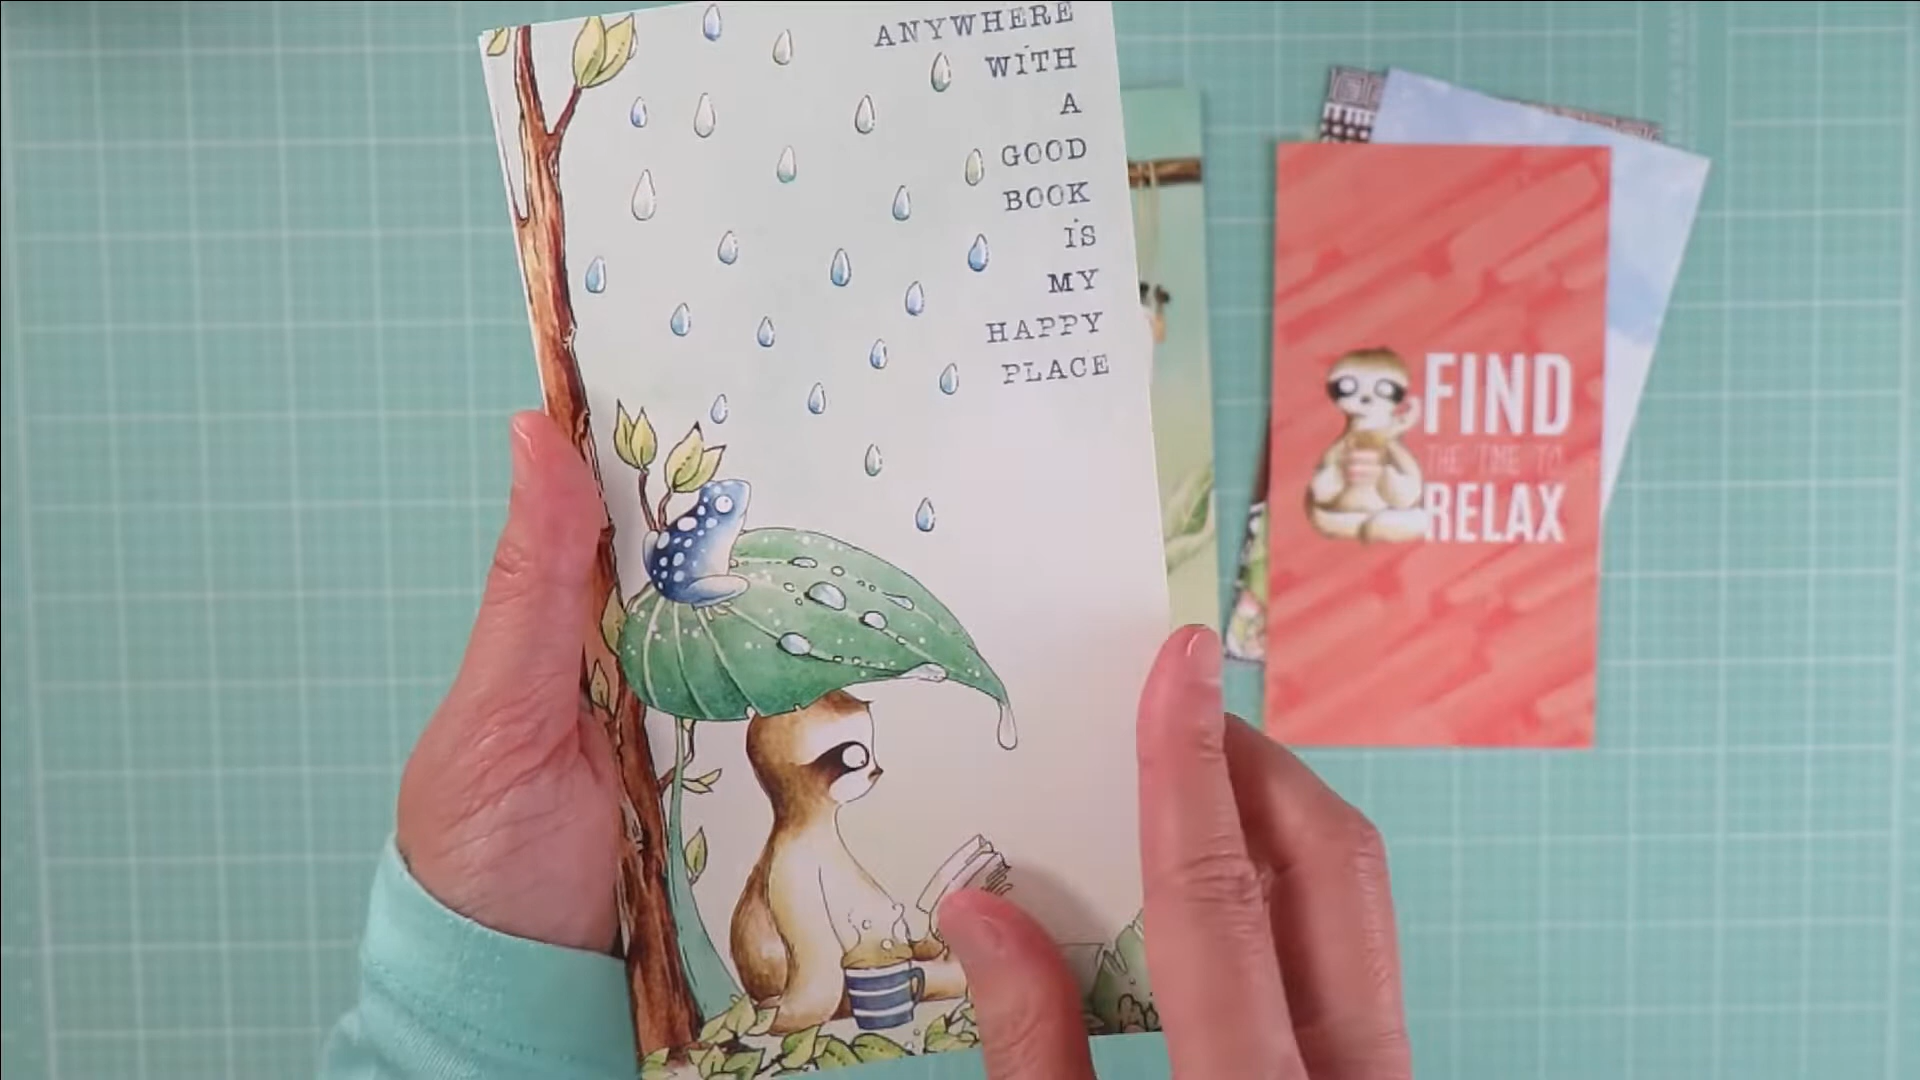 ANYWHERE
WITH
A
GOOD
BOOK
IS
MY
HAPPY
PLACE
FIND
THE TIME TO
RELAX